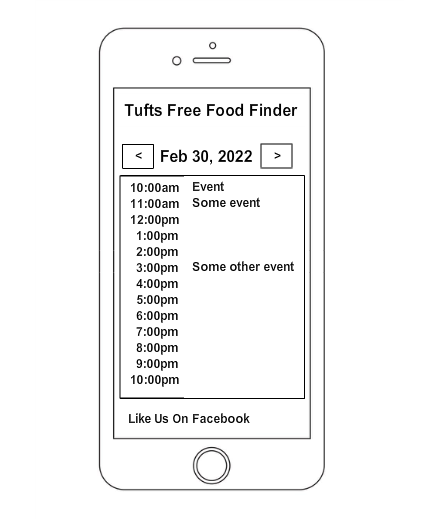 Tufts Free Food Finder
< Feb 30, 2022 >
10:00am Event
11:00am Some event
12:00pm
1:00pm
2:00pm
3:00pm Some other event
4:00pm
5:00pm
6:00pm
7:00pm
8:00pm
9:00pm
10:00pm
Like Us On Facebook